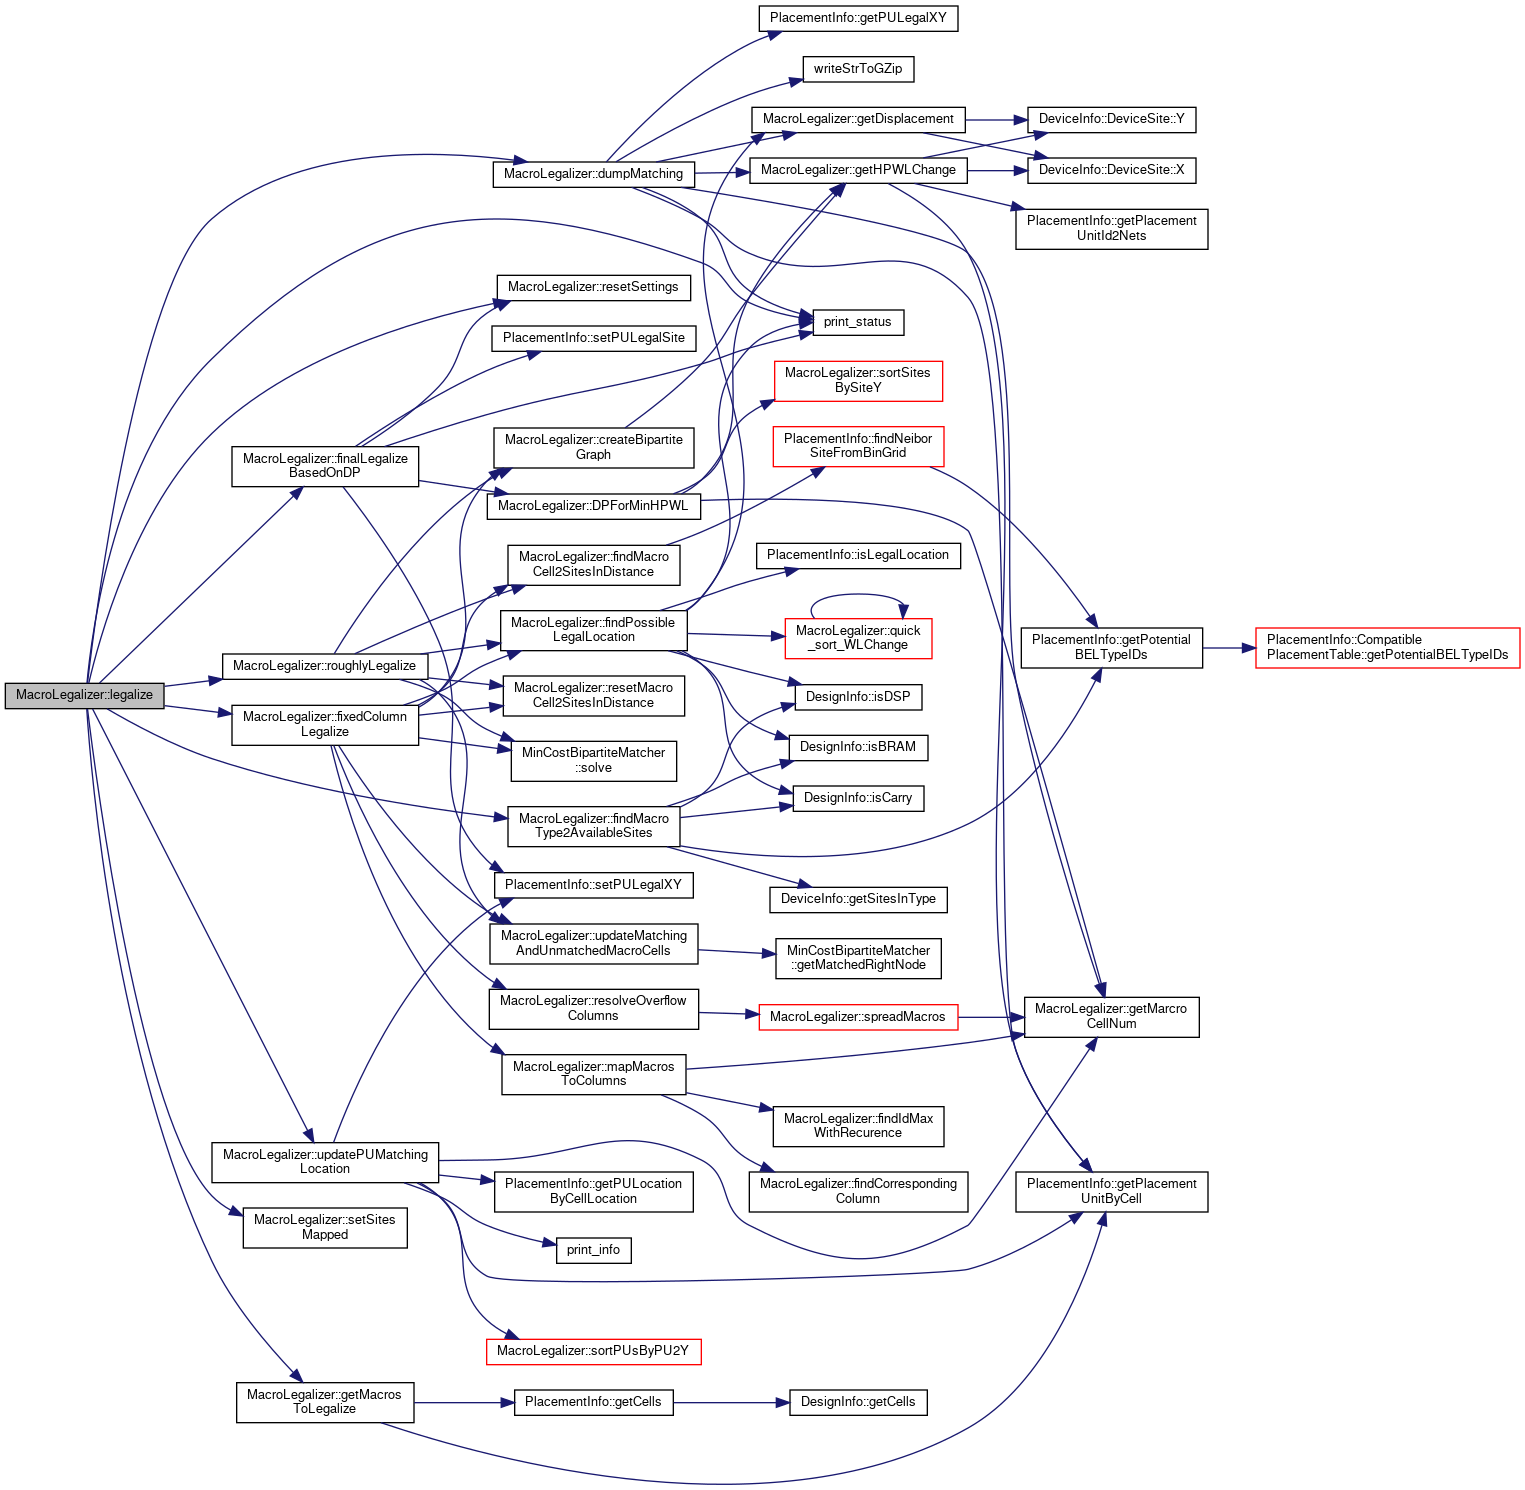 PlacementInfo::getPULegalXY
writeStrToGZip
MacroLegalizer::getDisplacement
DeviceInfo::DeviceSite::Y
MacroLegalizer::dumpMatching
MacroLegalizer::getHPWLChange
DeviceInfo::DeviceSite::X
PlacementInfo::getPlacement
UnitId2Nets
MacroLegalizer::resetSettings
print_status
PlacementInfo::setPULegalSite
MacroLegalizer::sortSites
BySiteY
MacroLegalizer::finalLegalize
BasedOnDP
MacroLegalizer::createBipartite
Graph
PlacementInfo::findNeibor
SiteFromBinGrid
MacroLegalizer::DPForMinHPWL
MacroLegalizer::findMacro
Cell2SitesInDistance
PlacementInfo::isLegalLocation
MacroLegalizer::findPossible
LegalLocation
MacroLegalizer::quick
_sort_WLChange
PlacementInfo::getPotential
BELTypeIDs
PlacementInfo::Compatible
PlacementTable::getPotentialBELTypeIDs
MacroLegalizer::roughlyLegalize
MacroLegalizer::legalize
MacroLegalizer::resetMacro
Cell2SitesInDistance
DesignInfo::isDSP
MacroLegalizer::fixedColumn
Legalize
MinCostBipartiteMatcher
::solve
DesignInfo::isBRAM
DesignInfo::isCarry
MacroLegalizer::findMacro
Type2AvailableSites
PlacementInfo::setPULegalXY
DeviceInfo::getSitesInType
MacroLegalizer::updateMatching
AndUnmatchedMacroCells
MinCostBipartiteMatcher
::getMatchedRightNode
MacroLegalizer::resolveOverflow
Columns
MacroLegalizer::spreadMacros
MacroLegalizer::getMarcro
CellNum
MacroLegalizer::mapMacros
ToColumns
MacroLegalizer::findIdMax
WithRecurence
MacroLegalizer::updatePUMatching
Location
PlacementInfo::getPULocation
ByCellLocation
MacroLegalizer::findCorresponding
Column
PlacementInfo::getPlacement
UnitByCell
MacroLegalizer::setSites
Mapped
print_info
MacroLegalizer::sortPUsByPU2Y
MacroLegalizer::getMacros
ToLegalize
PlacementInfo::getCells
DesignInfo::getCells